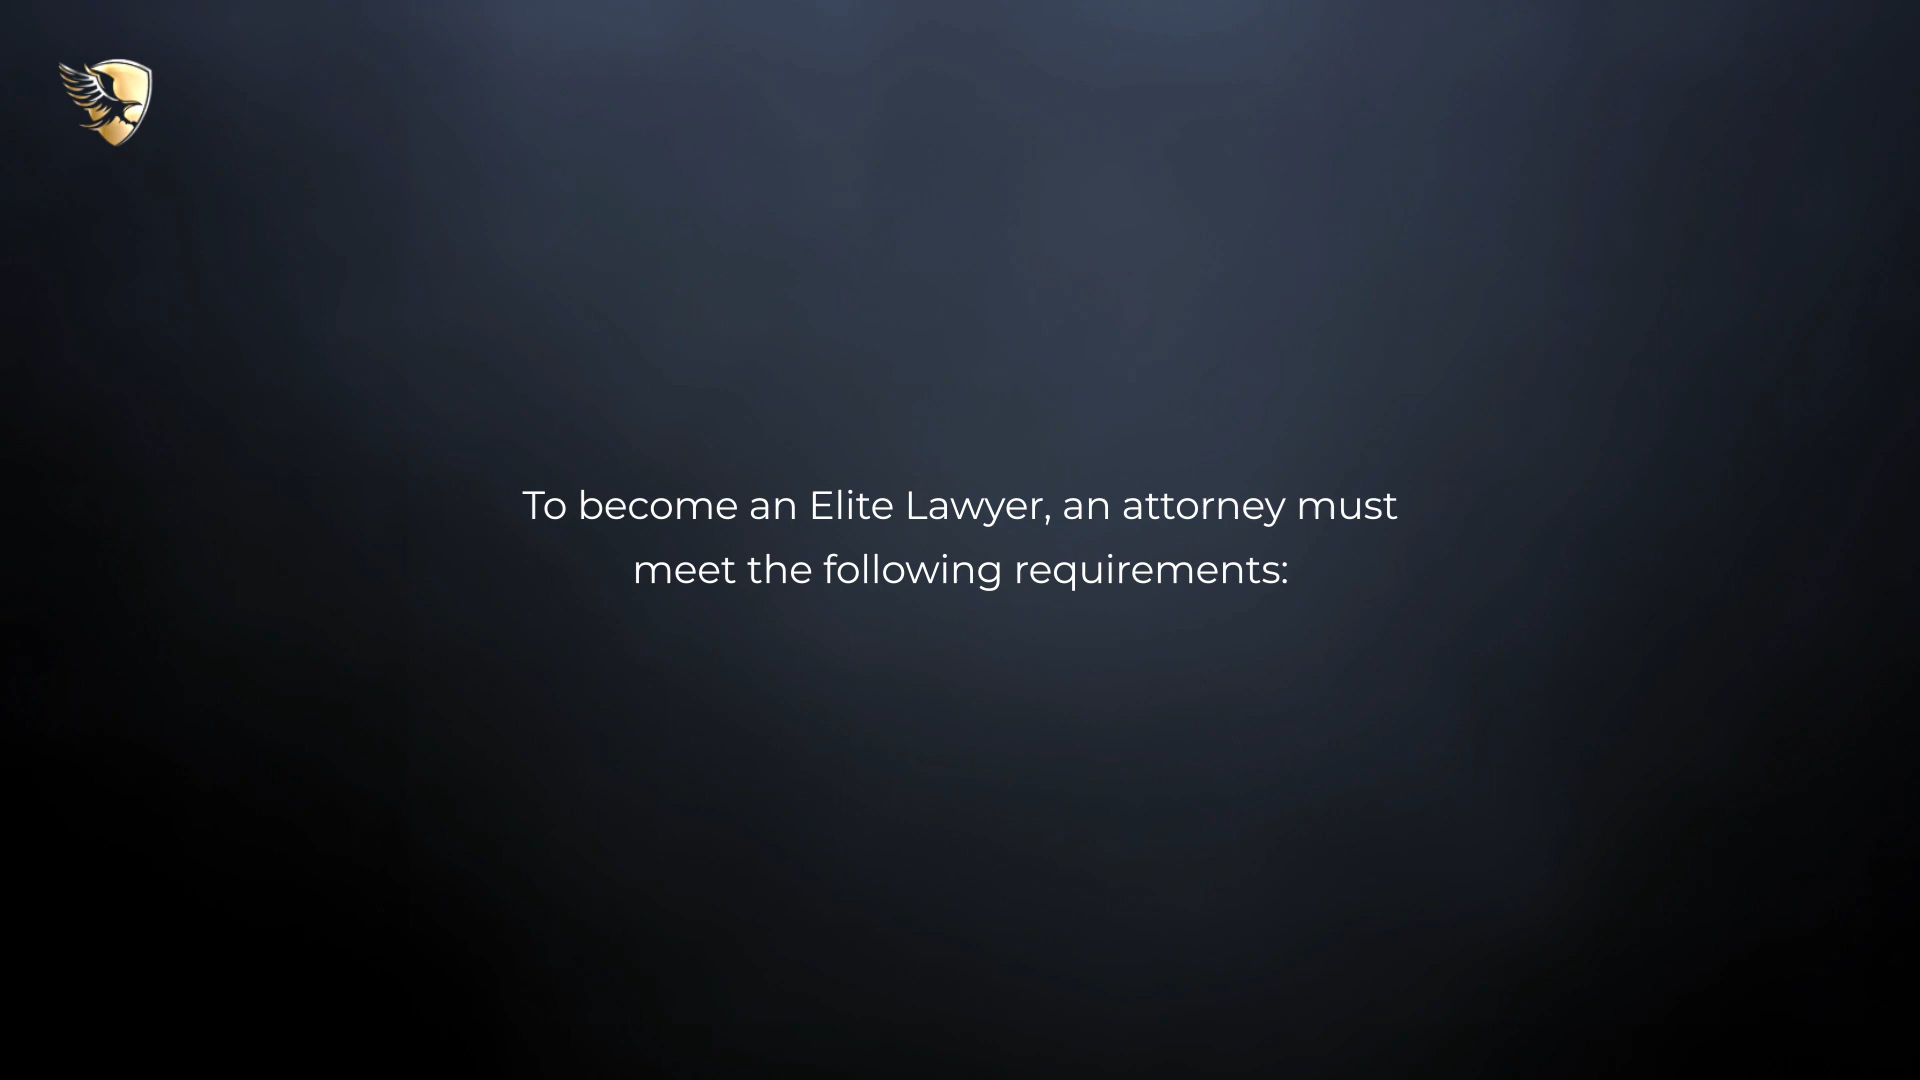 To become an Elite Lawyer, an attorney must
meet the following requirements: